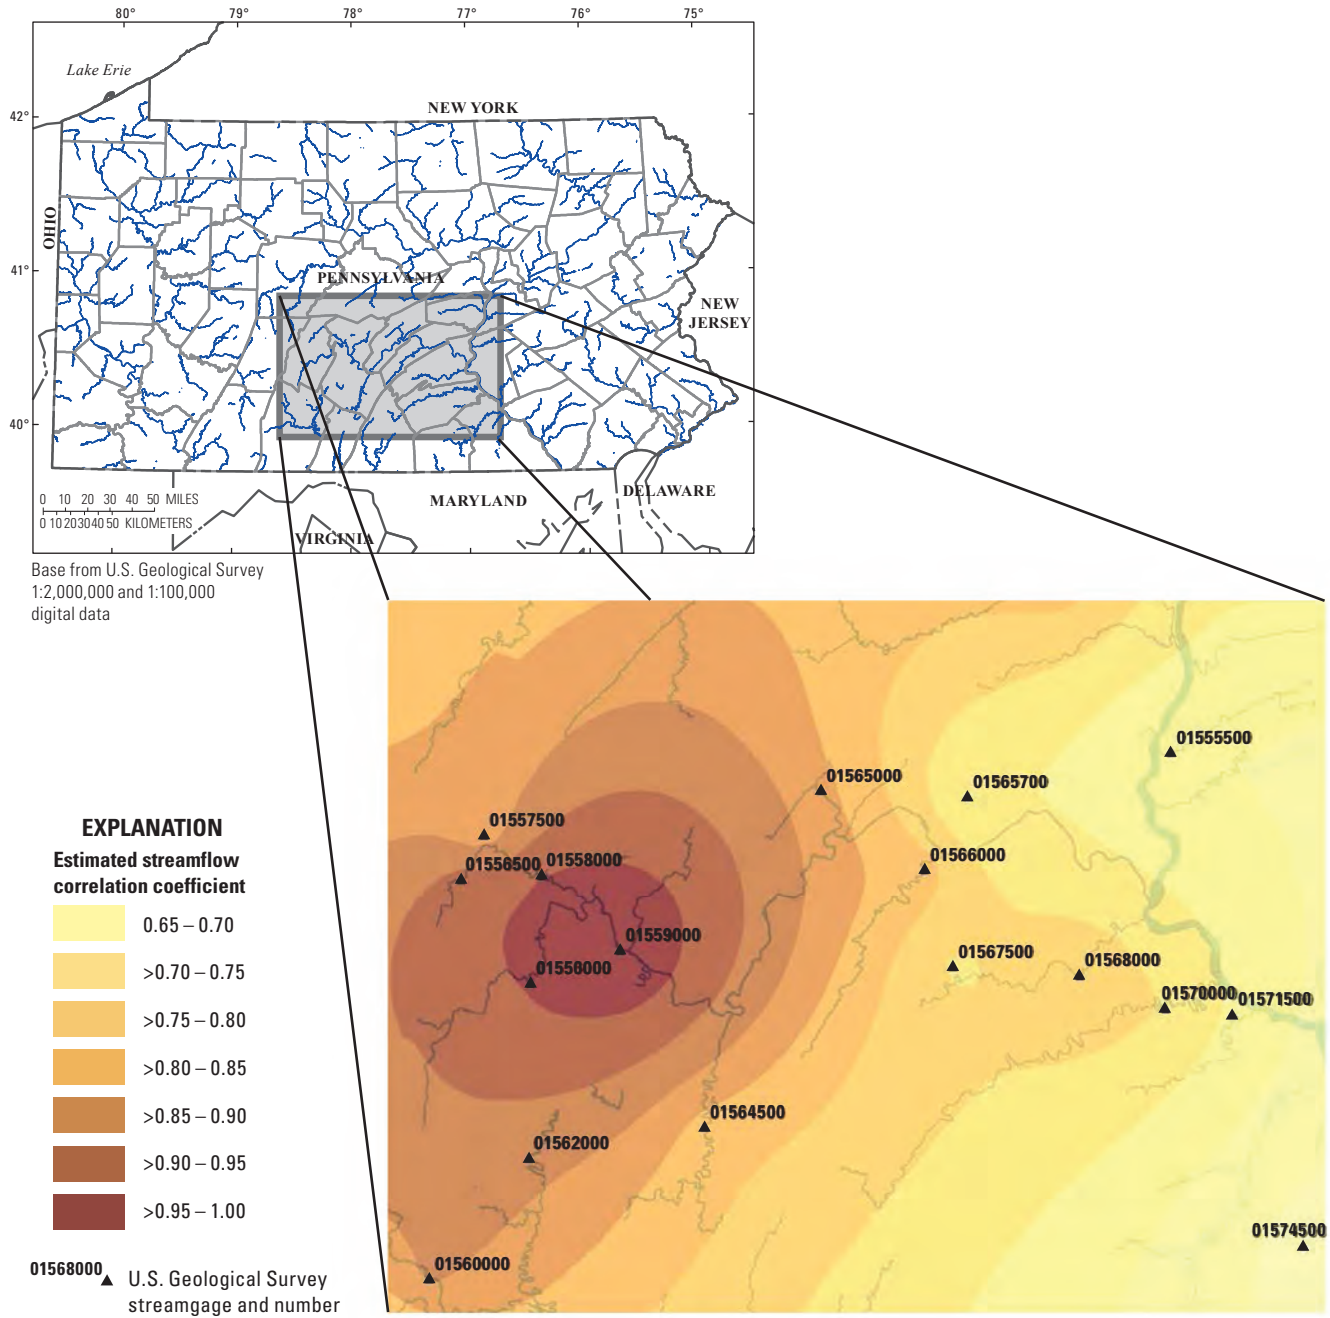 80° 79° 78° 77° 76° 75°
Lake Erie
NEW YORK
42°
OHIO
41°
PENNSYLVANIA
NEW
JERSEY
40°
0 10 20 30 40 50 MILES
0 10 20 30 40 50 KILOMETERS
MARYLAND
DELAWARE
VIRGINIA
Base from U.S. Geological Survey
1:2,000,000 and 1:100,000
digital data
01555500
01565000
01565700
01557500
01556500
01558000
01566000
01559000
01567500
01568000
01556000
01570000
01571500
01564500
01562000
01574500
01560000
EXPLANATION
Estimated streamflow
correlation coefficient
0.65 – 0.70
>0.70 – 0.75
>0.75 – 0.80
>0.80 – 0.85
>0.85 – 0.90
>0.90 – 0.95
>0.95 – 1.00
01568000
U.S. Geological Survey
streamgage and number